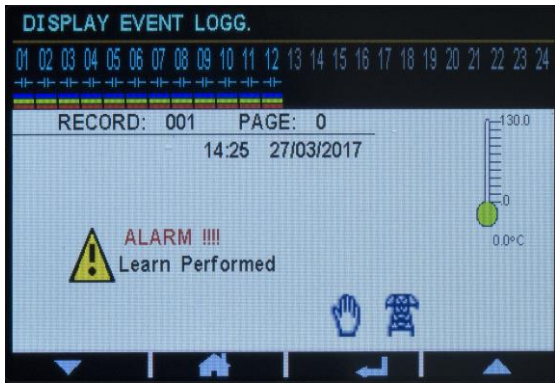 DISPLAY EVENT LOGG.
01 02 03 04 05 06 07 08 09 10 11 12 13 14 15 16 17 18 19 20 21 22 23 24
RECORD: 001 PAGE: 0
130.0
14:25 27/03/2017
0
0.0°C
ALARM !!!!
Learn Performed